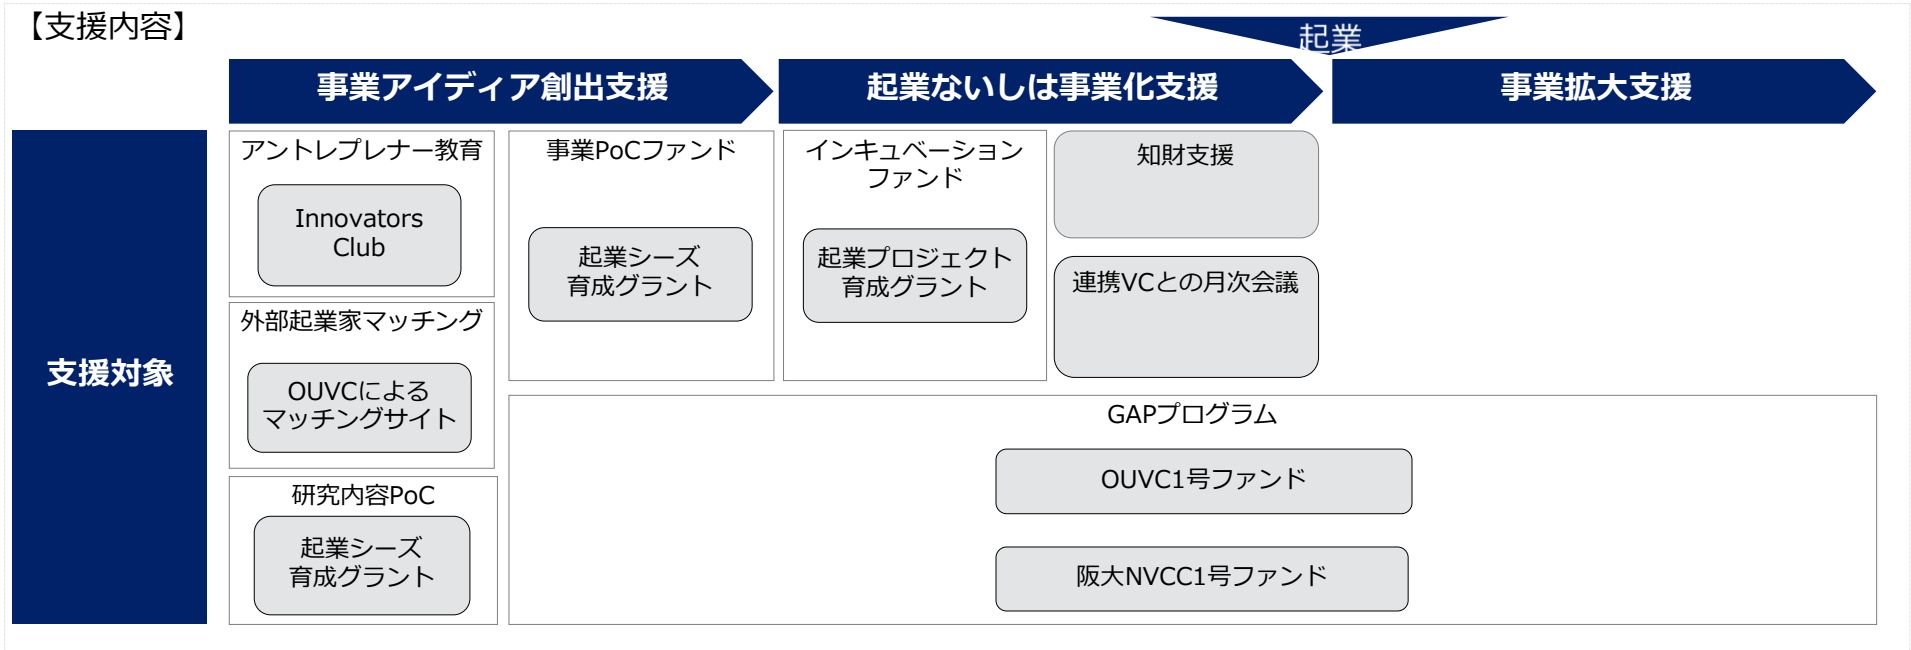 【支援内容】
起業
事業アイディア創出支援
起業ないしは事業化支援
事業拡大支援
支援対象
アントレプレナー教育
Innovators
Club
外部起業家マッチング
OUVCによる
マッチングサイト
研究内容PoC
起業シーズ
育成グラント
事業PoCファンド
起業シーズ
育成グラント
インキュベーション
ファンド
起業プロジェクト
育成グラント
知財支援
連携VCとの月次会議
GAPプログラム
OUVC1号ファンド
阪大NVCC1号ファンド